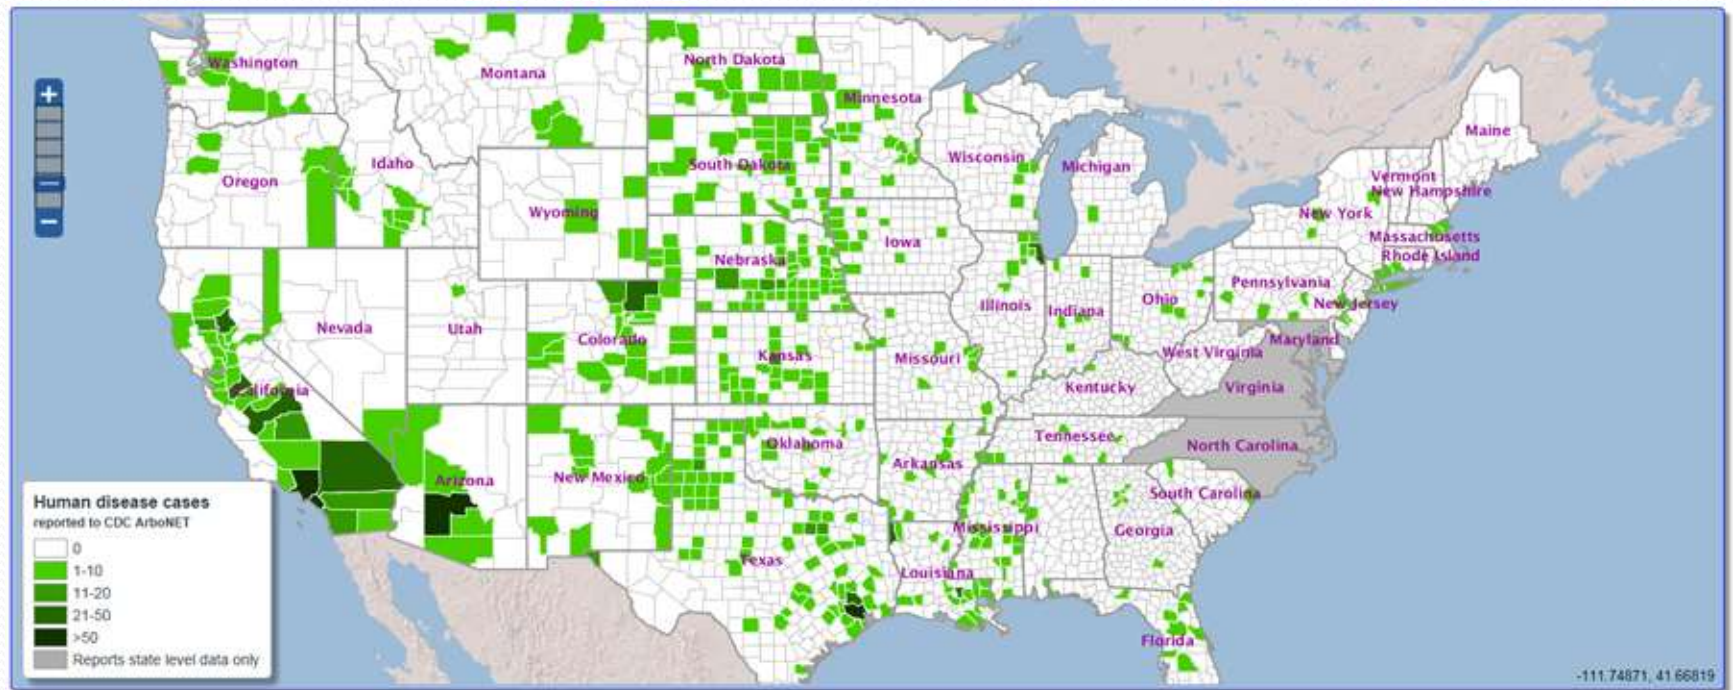 +
−
Washington
Montana
North Dakota
Minnesota
Maine
Idaho
Oregon
South Dakota
Wisconsin
Michigan
Vermont
New Hampshire
Wyoming
New York
Massachusetts
Rhode Island
Iowa
Nebraska
Pennsylvania
New Jersey
Nevada
Utah
Colorado
Kansas
Missouri
Illinois
Indiana
Ohio
Maryland
West Virginia
Virginia
California
Kentucky
Oklahoma
Tennessee
North Carolina
Arizona
New Mexico
Arkansas
South Carolina
Mississippi
Georgia
Texas
Louisiana
Florida
Human disease cases
reported to CDC ArboNET
0
1-10
11-20
21-50
>50
Reports state level data only
-111.74871, 41.66819